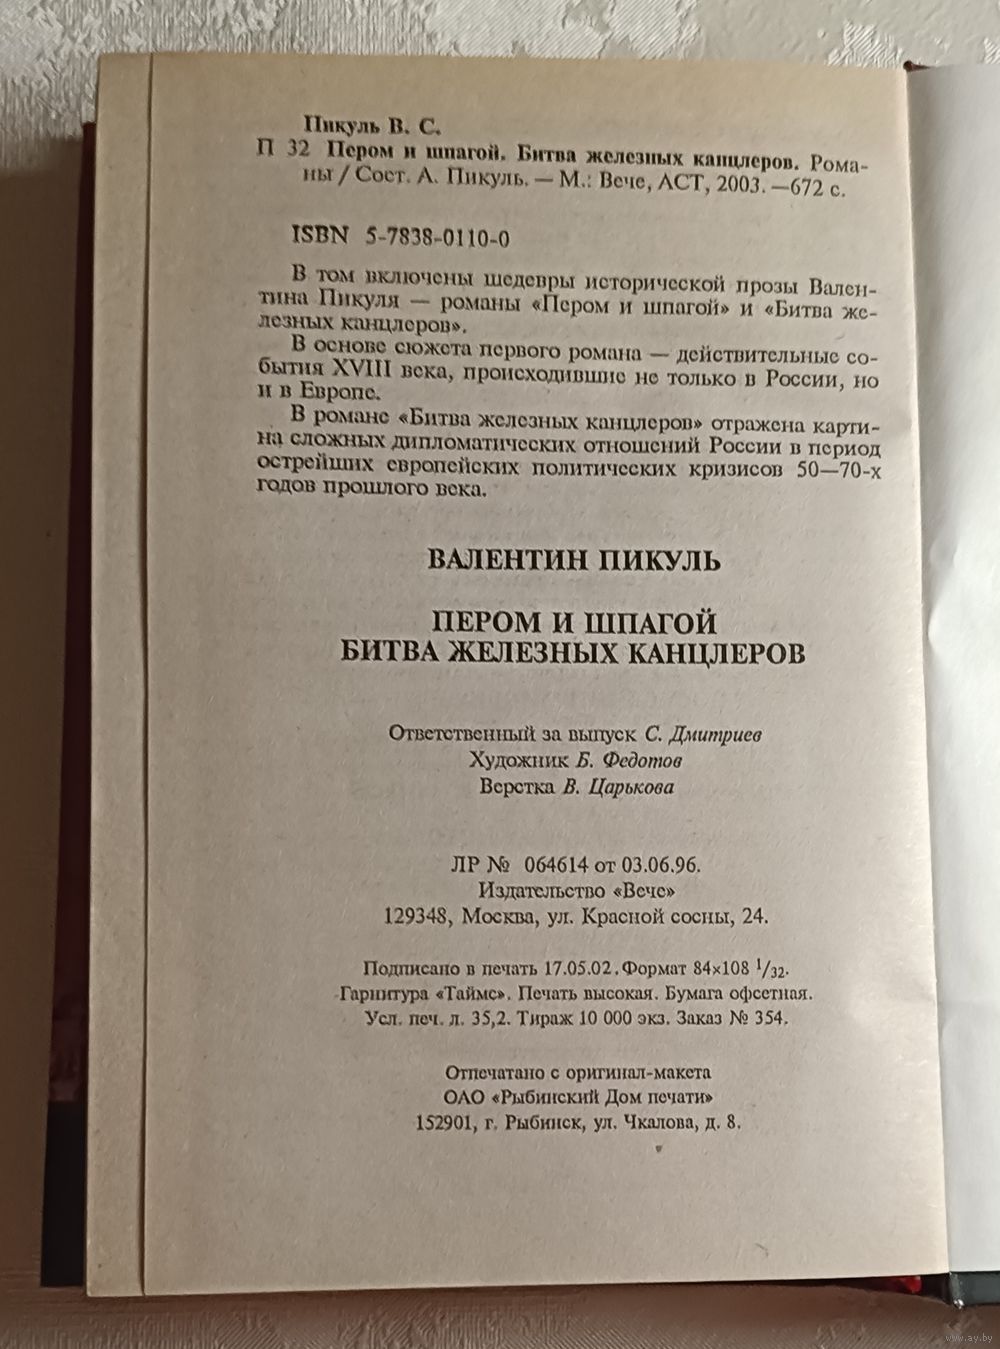 Пикуль В. С.
П 32 Пером и шпагой. Битва железных канцлеров. Рома-
ны / Сост. А. Пикуль. — М.: Вече, АСТ, 2003. —672 с.
ISBN 5-7838-0110-0
В том включены шедевры исторической прозы Вален-
тина Пикуля — романы «Пером и шпагой» и «Битва же-
лезных канцлеров».
В основе сюжета первого романа — действительные со-
бытия XVIII века, происходившие не только в России, но
и в Европе.
В романе «Битва железных канцлеров» отражена карти-
на сложных дипломатических отношений России в период
острейших европейских политических кризисов 50—70-х
годов прошлого века.
ВАЛЕНТИН ПИКУЛЬ
ПЕРОМ И ШПАГОЙ
БИТВА ЖЕЛЕЗНЫХ КАНЦЛЕРОВ
Ответственный за выпуск С. Дмитриев
Художник Б. Федотов
Верстка В. Царькова
ЛР № 064614 от 03.06.96.
Издательство «Вече»
129348, Москва, ул. Красной сосны, 24.
Подписано в печать 17.05.02. Формат 84×108 1/32.
Гарнитура «Таймс». Печать высокая. Бумага офсетная.
Усл. печ. л. 35,2. Тираж 10 000 экз. Заказ № 354.
Отпечатано с оригинал-макета
ОАО «Рыбинский Дом печати»
152901, г. Рыбинск, ул. Чкалова, д. 8.
www.ay.by